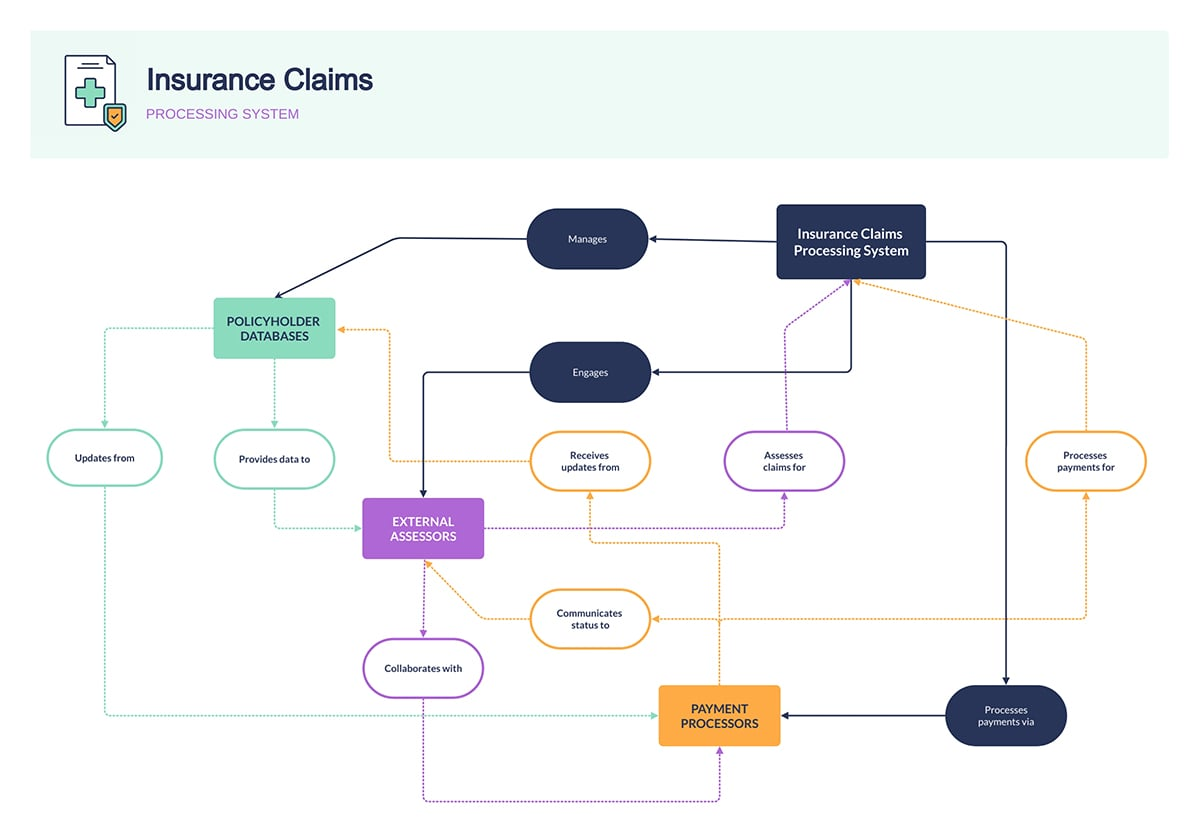 Insurance Claims
PROCESSING SYSTEM
Manages
Insurance Claims
Processing System
POLICYHOLDER
DATABASES
Engages
Updates from
Provides data to
Receives
updates from
Assesses
claims for
Processes
payments for
EXTERNAL
ASSESSORS
Communicates
status to
Collaborates with
PAYMENT
PROCESSORS
Processes
payments via